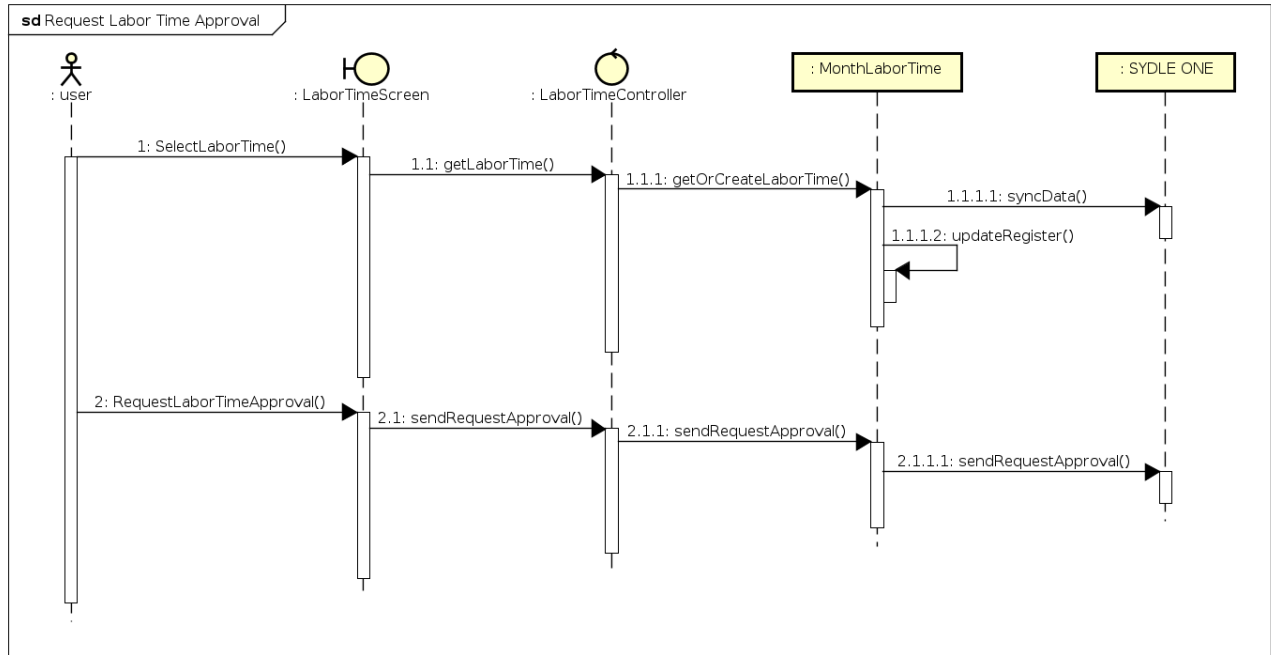 sd Request Labor Time Approval
: user
: LaborTimeScreen
: LaborTimeController
: MonthLaborTime
: SYDLE ONE
1: SelectLaborTime()
1.1: getLaborTime()
1.1.1: getOrCreateLaborTime()
1.1.1.1: syncData()
1.1.1.2: updateRegister()
2: RequestLaborTimeApproval()
2.1: sendRequestApproval()
2.1.1: sendRequestApproval()
2.1.1.1: sendRequestApproval()